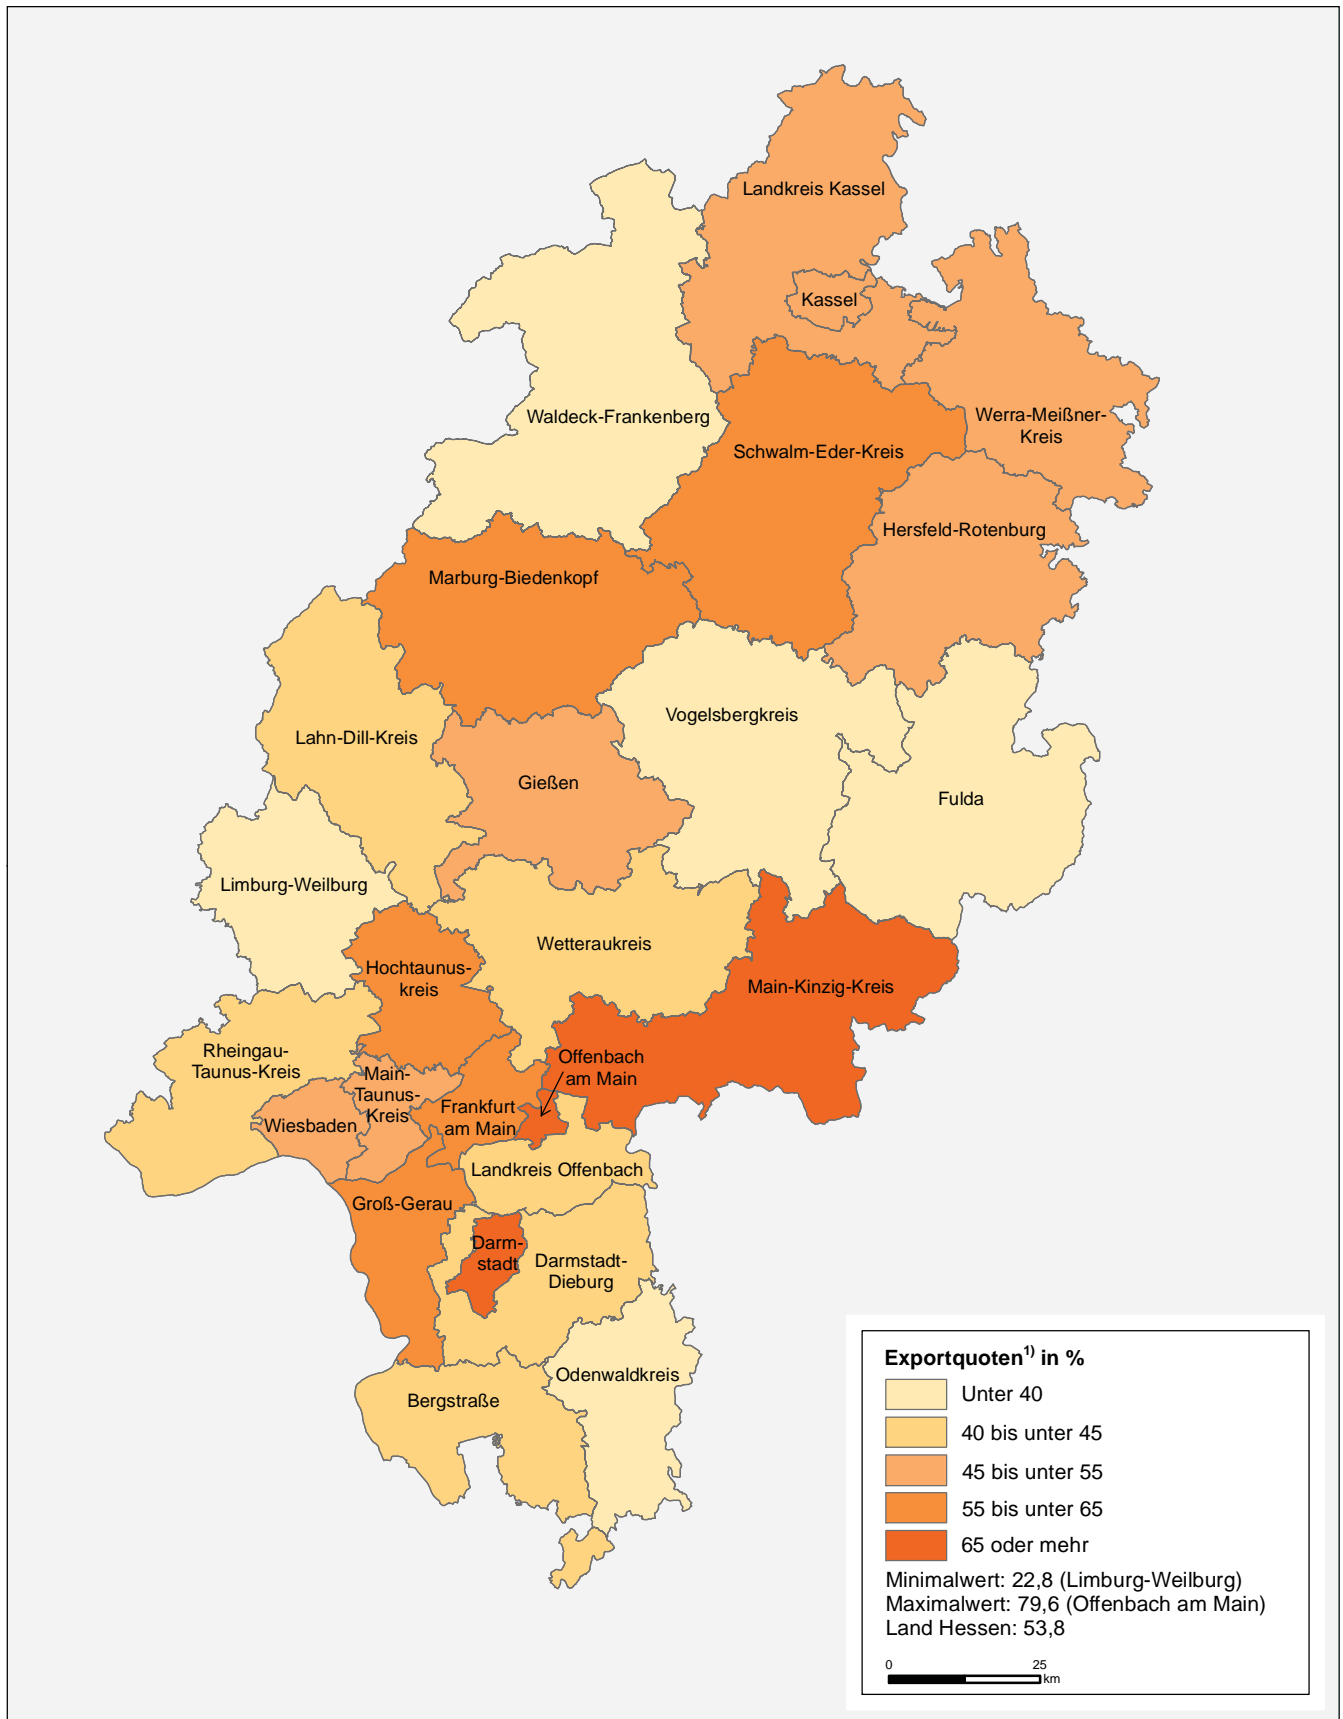 Landkreis Kassel
Kassel
Waldeck-Frankenberg
Werra-Meißner-
Kreis
Schwalm-Eder-Kreis
Hersfeld-Rotenburg
Marburg-Biedenkopf
Vogelsbergkreis
Lahn-Dill-Kreis
Gießen
Fulda
Limburg-Weilburg
Wetteraukreis
Hochtaunus-
kreis
Main-Kinzig-Kreis
Rheingau-
Taunus-Kreis
Offenbach
am Main
Main-
Taunus-
Kreis
Frankfurt
am Main
Wiesbaden
Landkreis Offenbach
Groß-Gerau
Darm-
stadt
Darmstadt-
Dieburg
Odenwaldkreis
Bergstraße
Exportquoten1) in %
Unter 40
40 bis unter 45
45 bis unter 55
55 bis unter 65
65 oder mehr
Minimalwert: 22,8 (Limburg-Weilburg)
Maximalwert: 79,6 (Offenbach am Main)
Land Hessen: 53,8
0 25
km